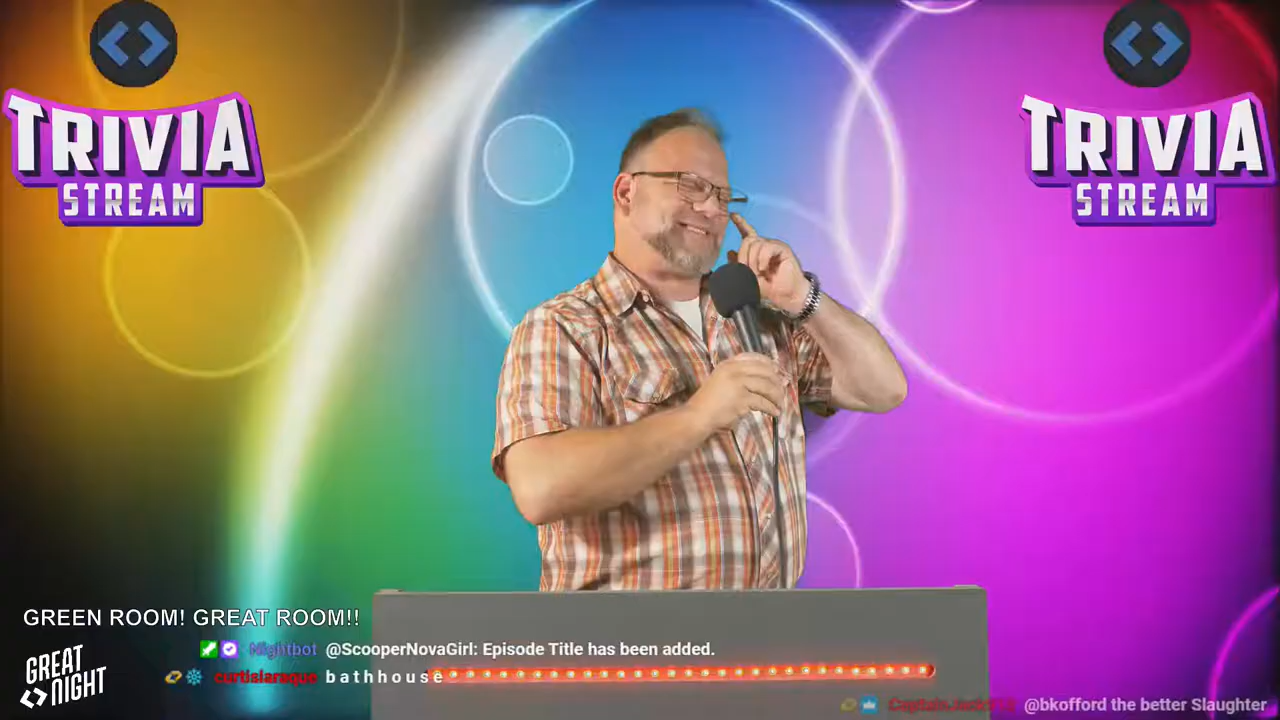 TRIVIA
STREAM
TRIVIA
STREAM
GREEN ROOM! GREAT ROOM!!
Nightbot @ScooperNovaGirl: Episode Title has been added.
curtisiaraque b a t h h o u s e
GREAT
NIGHT
@bkofford the better Slaughter